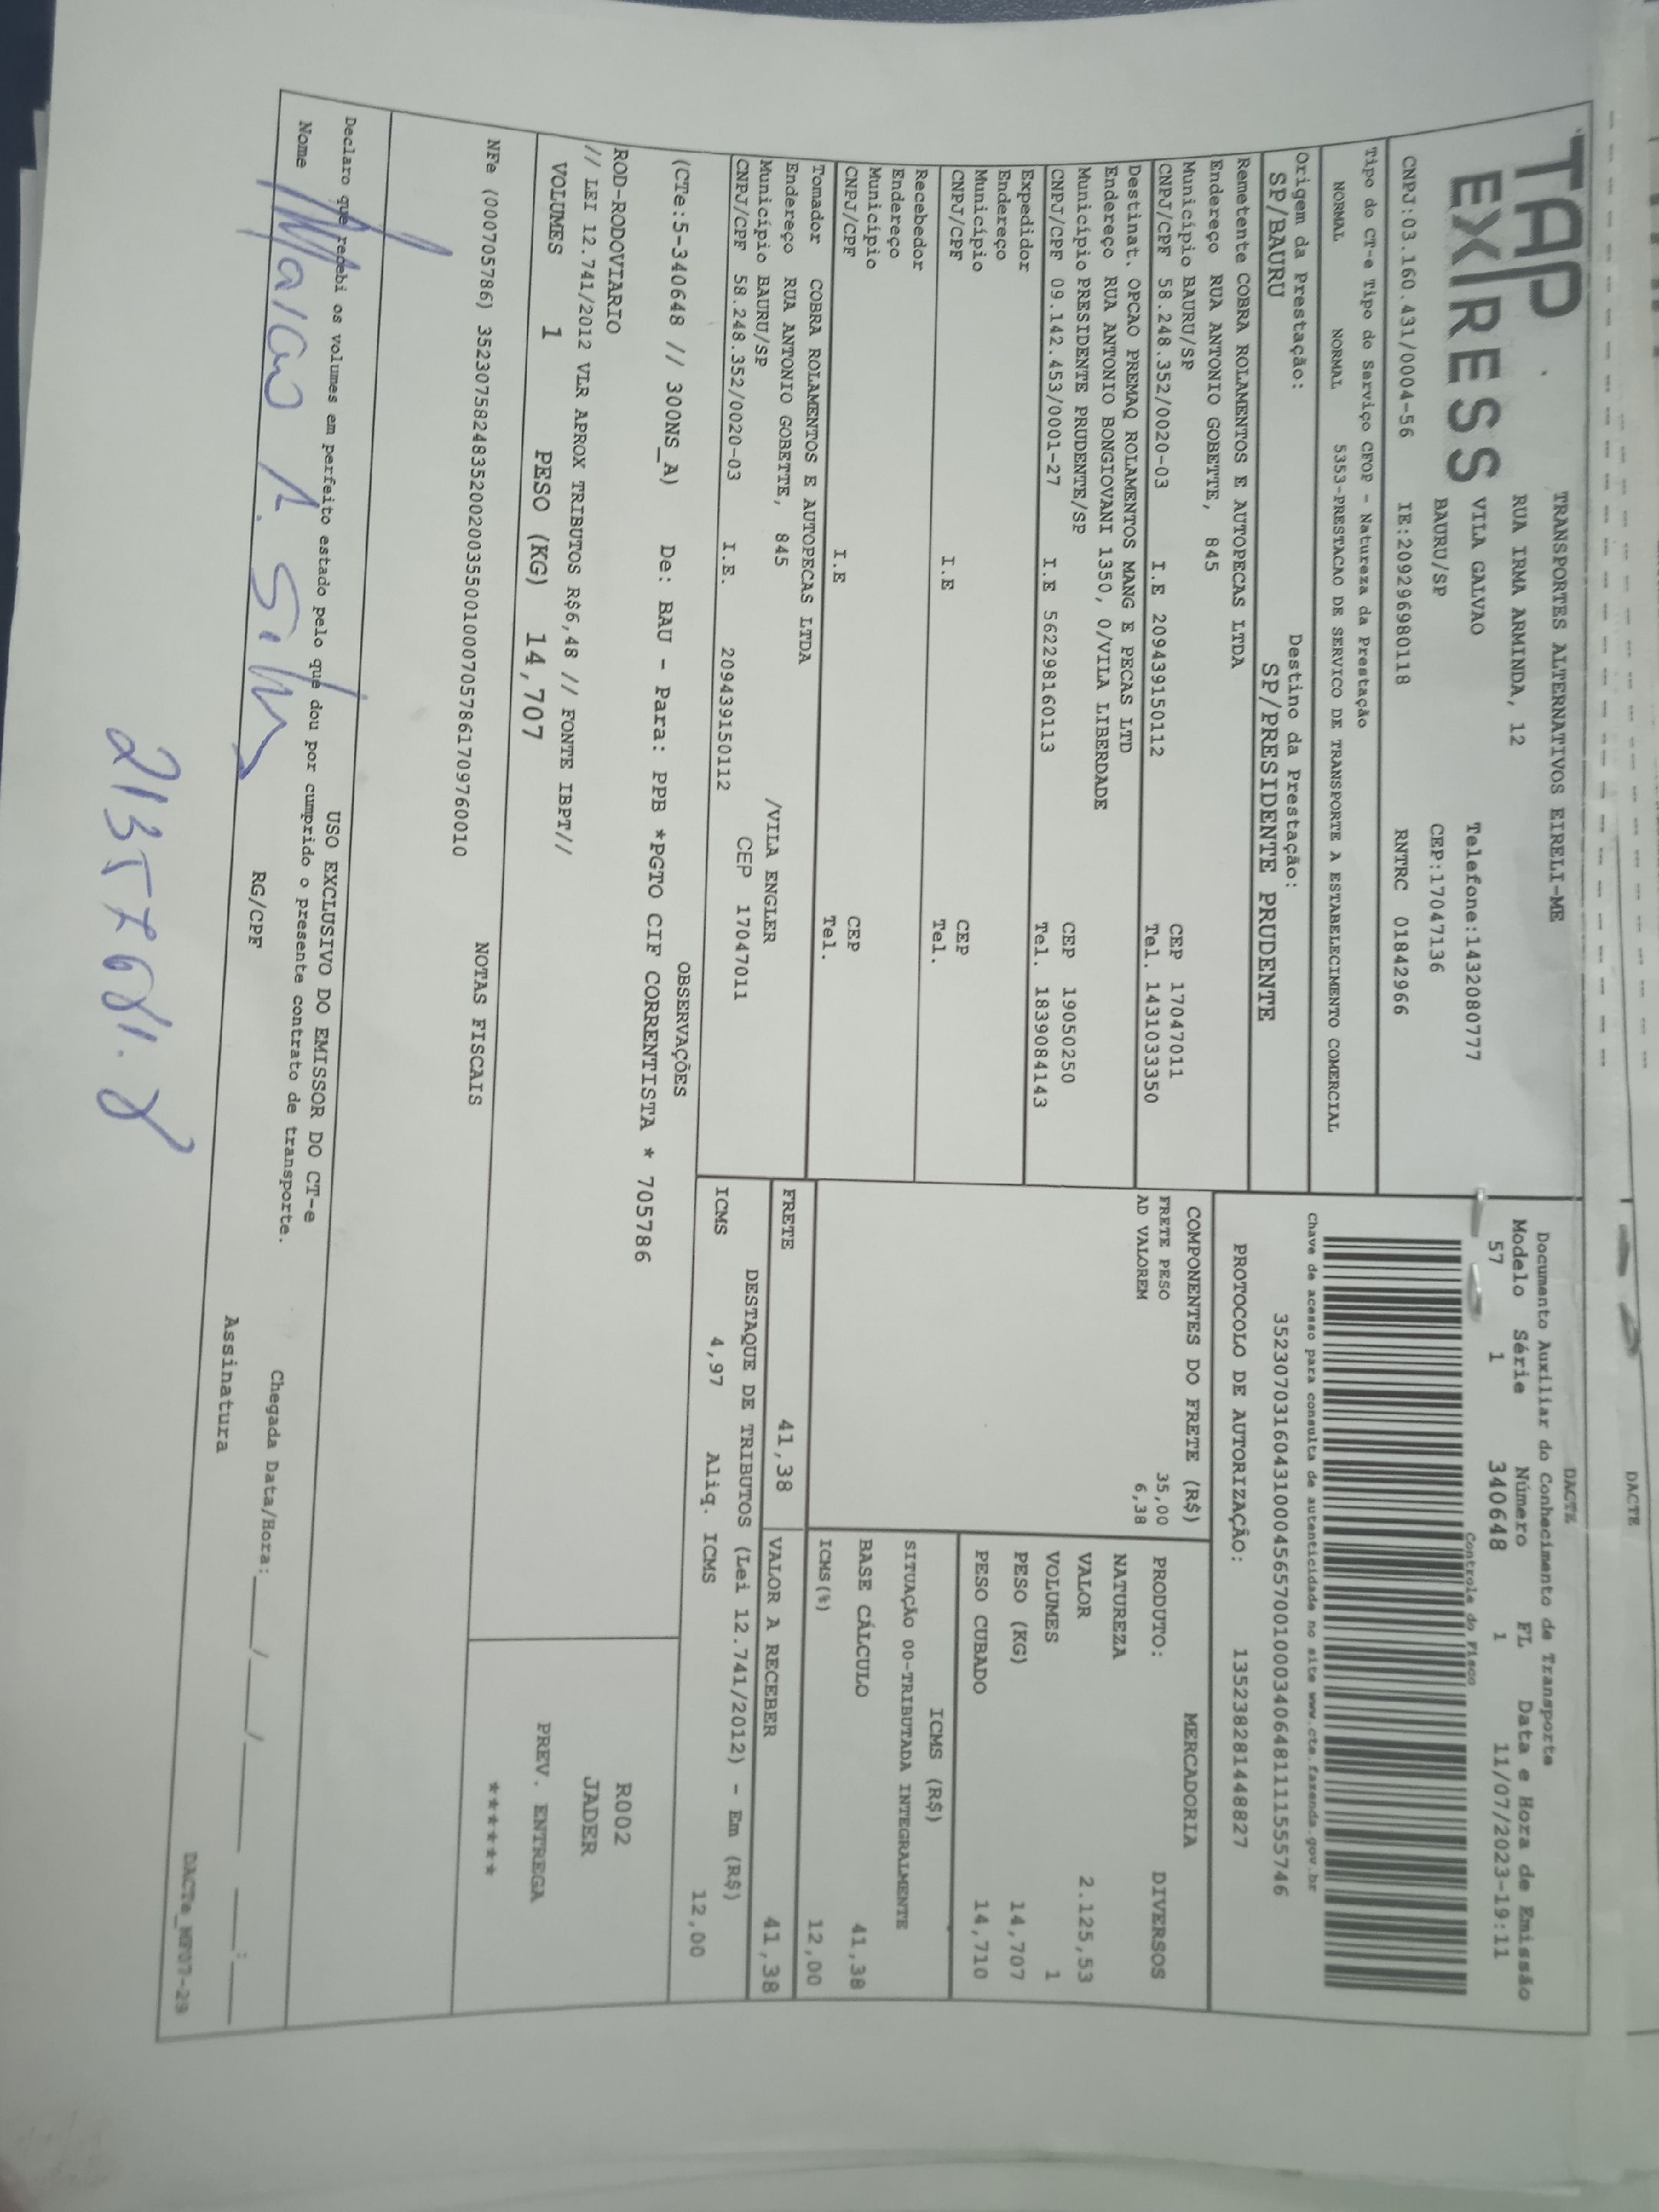 DACTE
TAP
EXPRESS
TRANSPORTES ALTERNATIVOS EIRELI-ME
RUA IRMA ARMINDA, 12
VILA GALVAO Telefone:1432080777
BAURU/SP CEP:17047136
CNPJ:03.160.431/0004-56 IE:209296980118 RNTRC 01842966
DACTE
Documento Auxiliar do Conhecimento de Transporte
Modelo Série Número FL Data e Hora de Emissão
57 1 340648 1 11/07/2023-19:11
Controle do Fisco
Chave de acesso para consulta de autenticidade no site www.cte.fazenda.gov.br
35230703160431000456570010003406481111555746
PROTOCOLO DE AUTORIZAÇÃO: 135238281448827
Tipo do CT-e Tipo do Serviço CFOP - Natureza da Prestação
NORMAL NORMAL 5353-PRESTACAO DE SERVICO DE TRANSPORTE A ESTABELECIMENTO COMERCIAL
Origem da Prestação: Destino da Prestação:
SP/BAURU SP/PRESIDENTE PRUDENTE
Remetente COBRA ROLAMENTOS E AUTOPECAS LTDA
Endereço RUA ANTONIO GOBETTE, 845
Município BAURU/SP CEP 17047011
CNPJ/CPF 58.248.352/0020-03 I.E 209439150112 Tel. 1431033350
Destinat. OPCAO PREMAQ ROLAMENTOS MANG E PECAS LTD
Endereço RUA ANTONIO BONGIOVANI 1350, 0/VILA LIBERDADE
Município PRESIDENTE PRUDENTE/SP CEP 19050250
CNPJ/CPF 09.142.453/0001-27 I.E 562298160113 Tel. 1839084143
Expedidor
Endereço
Município CEP
CNPJ/CPF I.E Tel.
Recebedor
Endereço
Município CEP
CNPJ/CPF I.E Tel.
Tomador COBRA ROLAMENTOS E AUTOPECAS LTDA
Endereço RUA ANTONIO GOBETTE, 845 /VILA ENGLER
Município BAURU/SP CEP 17047011
CNPJ/CPF 58.248.352/0020-03 I.E. 209439150112
COMPONENTES DO FRETE (R$)
FRETE PESO 35,00
AD VALOREM 6,38
MERCADORIA
PRODUTO: DIVERSOS
NATUREZA
VALOR 2.125,53
VOLUMES 1
PESO (KG) 14,707
PESO CUBADO 14,710
ICMS (R$)
SITUAÇÃO 00-TRIBUTADA INTEGRALMENTE
BASE CÁLCULO 41,38
ICMS(%) 12,00
FRETE 41,38 VALOR A RECEBER 41,38
DESTAQUE DE TRIBUTOS (Lei 12.741/2012) - Em (R$)
ICMS 4,97 Aliq. ICMS 12,00
OBSERVAÇÕES
(CTe:5-340648 // 300NS_A) De: BAU - Para: PPB *PGTO CIF CORRENTISTA * 705786
ROD-RODOVIARIO
// LEI 12.741/2012 VLR APROX TRIBUTOS R$6,48 // FONTE IBPT//
VOLUMES 1 PESO (KG) 14,707
R002
JADER
PREV. ENTREGA
******
NOTAS FISCAIS
NFe (000705786) 35230758248352002003550010007057861709760010
USO EXCLUSIVO DO EMISSOR DO CT-e
Declaro que recebi os volumes em perfeito estado pelo que dou por cumprido o presente contrato de transporte.
Chegada Data/Hora:____/____/______ ____:____
Nome RG/CPF Assinatura
DACTe_MF07-29